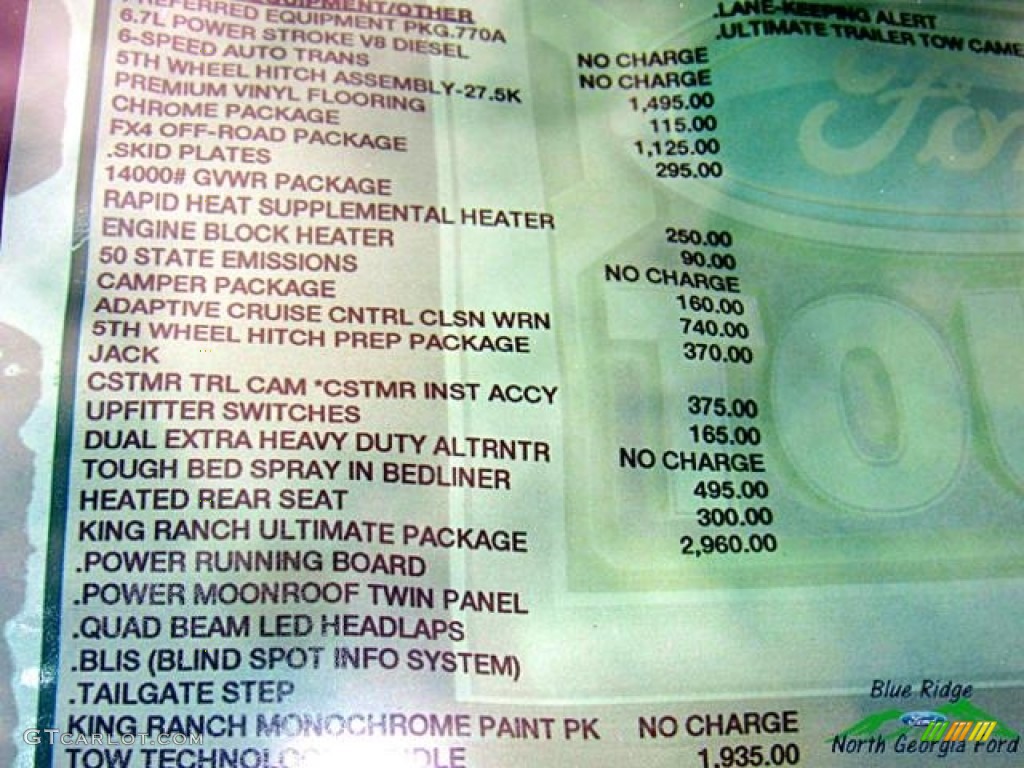 EQUIPMENT/OTHER
PREFERRED EQUIPMENT PKG.770A
6.7L POWER STROKE V8 DIESEL NO CHARGE
6-SPEED AUTO TRANS NO CHARGE
5TH WHEEL HITCH ASSEMBLY-27.5K 1,495.00
PREMIUM VINYL FLOORING 115.00
CHROME PACKAGE 1,125.00
FX4 OFF-ROAD PACKAGE 295.00
.SKID PLATES
14000# GVWR PACKAGE
RAPID HEAT SUPPLEMENTAL HEATER 250.00
ENGINE BLOCK HEATER 90.00
50 STATE EMISSIONS NO CHARGE
CAMPER PACKAGE 160.00
ADAPTIVE CRUISE CNTRL CLSN WRN 740.00
5TH WHEEL HITCH PREP PACKAGE 370.00
JACK
CSTMR TRL CAM *CSTMR INST ACCY 375.00
UPFITTER SWITCHES 165.00
DUAL EXTRA HEAVY DUTY ALTRNTR NO CHARGE
TOUGH BED SPRAY IN BEDLINER 495.00
HEATED REAR SEAT 300.00
KING RANCH ULTIMATE PACKAGE 2,960.00
.POWER RUNNING BOARD
.POWER MOONROOF TWIN PANEL
.QUAD BEAM LED HEADLAPS
.BLIS (BLIND SPOT INFO SYSTEM)
.TAILGATE STEP
KING RANCH MONOCHROME PAINT PK NO CHARGE
TOW 1,935.00
.LANE-KEEPING ALERT
.ULTIMATE TRAILER TOW CAME
GTcarlot.com
Blue Ridge
North Georgia Ford